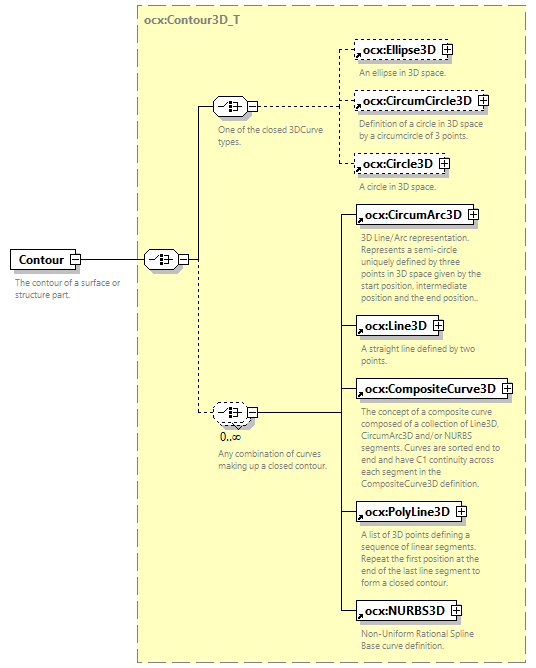 ocx:Contour3D_T
ocx:Ellipse3D
An ellipse in 3D space.
ocx:CircumCircle3D
Definition of a circle in 3D space
by a circumcircle of 3 points.
One of the closed 3DCurve
types.
ocx:Circle3D
A circle in 3D space.
ocx:CircumArc3D
3D Line/Arc representation.
Represents a semi-circle
uniquely defined by three
points in 3D space given by the
start position, intermediate
position and the end position..
Contour
The contour of a surface or
structure part.
ocx:Line3D
A straight line defined by two
points.
ocx:CompositeCurve3D
The concept of a composite curve
composed of a collection of Line3D,
CircumArc3D and/or NURBS
segments. Curves are sorted end to
end and have C1 continuity across
each segment in the
CompositeCurve3D definition.
0..∞
Any combination of curves
making up a closed contour.
ocx:PolyLine3D
A list of 3D points defining a
sequence of linear segments.
Repeat the first position at the
end of the last line segment to
form a closed contour.
ocx:NURBS3D
Non-Uniform Rational Spline
Base curve definition.